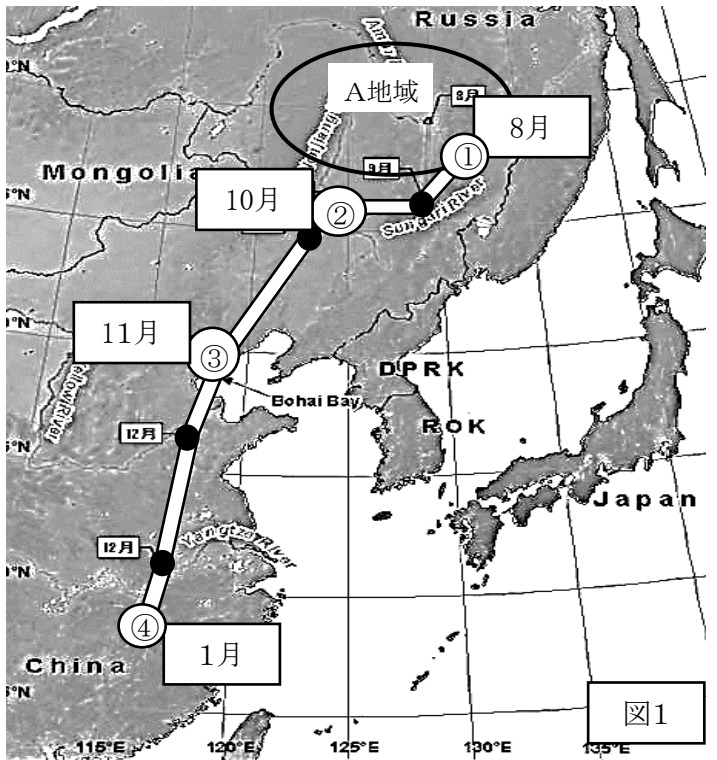 Russia
A地域
8月
8月
①
Mongolia
9月
10月
②
Sungari River
11月
③
DPRK
Bohai Bay
Yellow River
ROK
12月
Japan
12月
Yangtze River
④
1月
China
図1
115°E
120°E
125°E
130°E
135°E